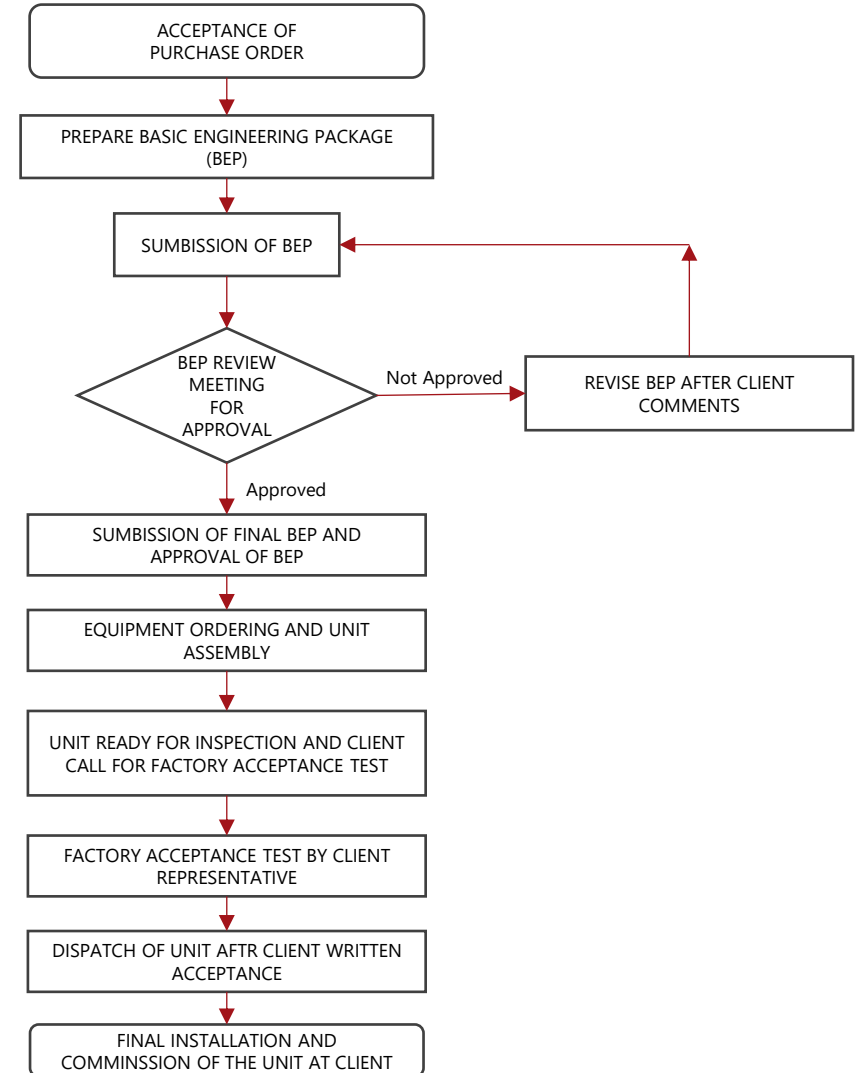 ACCEPTANCE OF
PURCHASE ORDER
PREPARE BASIC ENGINEERING PACKAGE
(BEP)
SUMBISSION OF BEP
BEP REVIEW
MEETING
FOR
APPROVAL
Not Approved
REVISE BEP AFTER CLIENT
COMMENTS
Approved
SUMBISSION OF FINAL BEP AND
APPROVAL OF BEP
EQUIPMENT ORDERING AND UNIT
ASSEMBLY
UNIT READY FOR INSPECTION AND CLIENT
CALL FOR FACTORY ACCEPTANCE TEST
FACTORY ACCEPTANCE TEST BY CLIENT
REPRESENTATIVE
DISPATCH OF UNIT AFTR CLIENT WRITTEN
ACCEPTANCE
FINAL INSTALLATION AND
COMMINSSION OF THE UNIT AT CLIENT